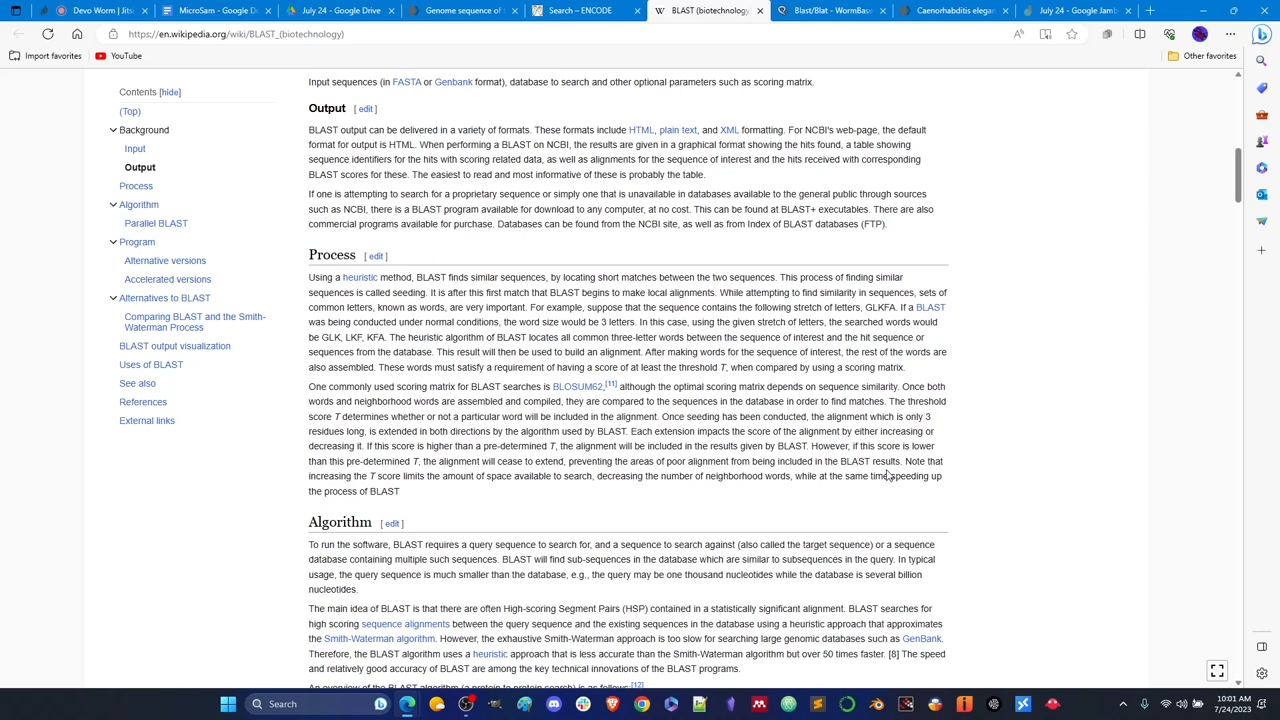 Devo Worm | Jitsi
MicroSam - Google Do
July 24 - Google Drive
Genome sequence of
Search – ENCODE
BLAST (biotechnology
Blast/Blat - WormBase
Caenorhabditis elegan
July 24 - Google Jamb
https://en.wikipedia.org/wiki/BLAST_(biotechnology)
Import favorites
YouTube
Other favorites
Contents [hide]
(Top)
Background
Input
Output
Process
Algorithm
Parallel BLAST
Program
Alternative versions
Accelerated versions
Alternatives to BLAST
Comparing BLAST and the Smith-
Waterman Process
BLAST output visualization
Uses of BLAST
See also
References
External links
Input sequences (in FASTA or Genbank format), database to search and other optional parameters such as scoring matrix.
Output [ edit ]
BLAST output can be delivered in a variety of formats. These formats include HTML, plain text, and XML formatting. For NCBI's web-page, the default
format for output is HTML. When performing a BLAST on NCBI, the results are given in a graphical format showing the hits found, a table showing
sequence identifiers for the hits with scoring related data, as well as alignments for the sequence of interest and the hits received with corresponding
BLAST scores for these. The easiest to read and most informative of these is probably the table.
If one is attempting to search for a proprietary sequence or simply one that is unavailable in databases available to the general public through sources
such as NCBI, there is a BLAST program available for download to any computer, at no cost. This can be found at BLAST+ executables. There are also
commercial programs available for purchase. Databases can be found from the NCBI site, as well as from Index of BLAST databases (FTP).
Process [ edit ]
Using a heuristic method, BLAST finds similar sequences, by locating short matches between the two sequences. This process of finding similar
sequences is called seeding. It is after this first match that BLAST begins to make local alignments. While attempting to find similarity in sequences, sets of
common letters, known as words, are very important. For example, suppose that the sequence contains the following stretch of letters, GLKFA. If a BLAST
was being conducted under normal conditions, the word size would be 3 letters. In this case, using the given stretch of letters, the searched words would
be GLK, LKF, KFA. The heuristic algorithm of BLAST locates all common three-letter words between the sequence of interest and the hit sequence or
sequences from the database. This result will then be used to build an alignment. After making words for the sequence of interest, the rest of the words are
also assembled. These words must satisfy a requirement of having a score of at least the threshold T, when compared by using a scoring matrix.
One commonly used scoring matrix for BLAST searches is BLOSUM62,[11] although the optimal scoring matrix depends on sequence similarity. Once both
words and neighborhood words are assembled and compiled, they are compared to the sequences in the database in order to find matches. The threshold
score T determines whether or not a particular word will be included in the alignment. Once seeding has been conducted, the alignment which is only 3
residues long, is extended in both directions by the algorithm used by BLAST. Each extension impacts the score of the alignment by either increasing or
decreasing it. If this score is higher than a pre-determined T, the alignment will be included in the results given by BLAST. However, if this score is lower
than this pre-determined T, the alignment will cease to extend, preventing the areas of poor alignment from being included in the BLAST results. Note that
increasing the T score limits the amount of space available to search, decreasing the number of neighborhood words, while at the same time speeding up
the process of BLAST
Algorithm [ edit ]
To run the software, BLAST requires a query sequence to search for, and a sequence to search against (also called the target sequence) or a sequence
database containing multiple such sequences. BLAST will find sub-sequences in the database which are similar to subsequences in the query. In typical
usage, the query sequence is much smaller than the database, e.g., the query may be one thousand nucleotides while the database is several billion
nucleotides.
The main idea of BLAST is that there are often High-scoring Segment Pairs (HSP) contained in a statistically significant alignment. BLAST searches for
high scoring sequence alignments between the query sequence and the existing sequences in the database using a heuristic approach that approximates
the Smith-Waterman algorithm. However, the exhaustive Smith-Waterman approach is too slow for searching large genomic databases such as GenBank.
Therefore, the BLAST algorithm uses a heuristic approach that is less accurate than the Smith-Waterman algorithm but over 50 times faster. [8] The speed
and relatively good accuracy of BLAST are among the key technical innovations of the BLAST programs.
An overview of the BLAST algorithm (a protein to protein search) is as follows:[12]
Search
10:01 AM
7/24/2023